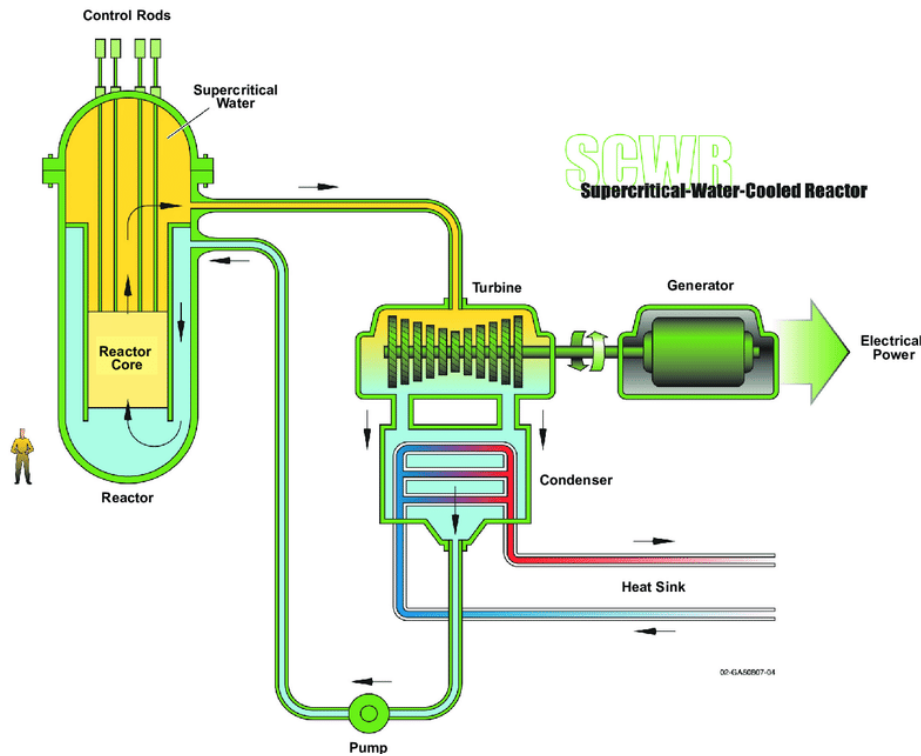 Control Rods
Supercritical
Water
SCWR
Supercritical-Water-Cooled Reactor
Turbine
Generator
Electrical
Power
Reactor
Core
Condenser
Reactor
Heat Sink
02-GA50807-04
Pump